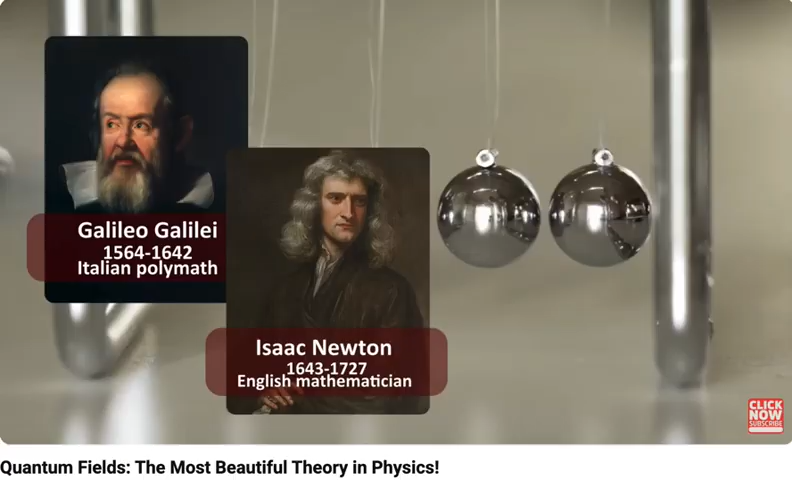 Galileo Galilei
1564-1642
Italian polymath
Isaac Newton
1643-1727
English mathematician
CLICK
NOW
SUBSCRIBE
Quantum Fields: The Most Beautiful Theory in Physics!